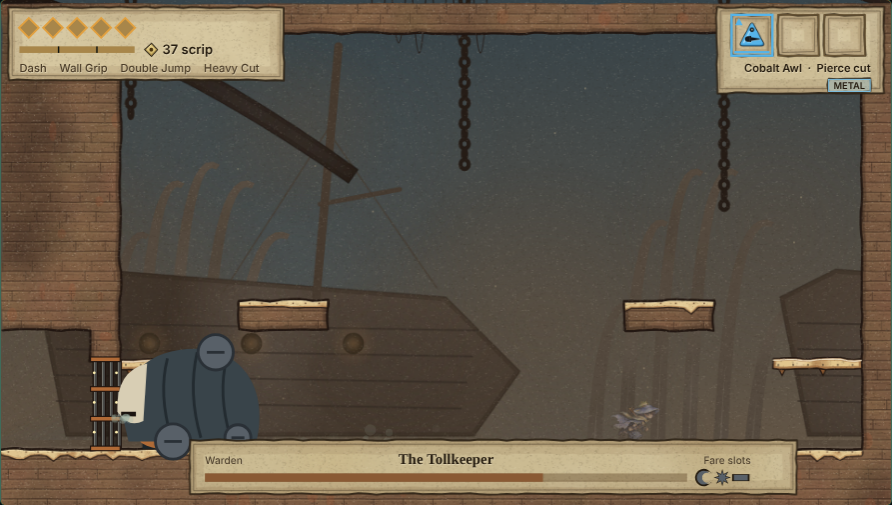 37 scrip
Dash Wall Grip Double Jump Heavy Cut
Cobalt Awl · Pierce cut
METAL
Warden The Tollkeeper Fare slots